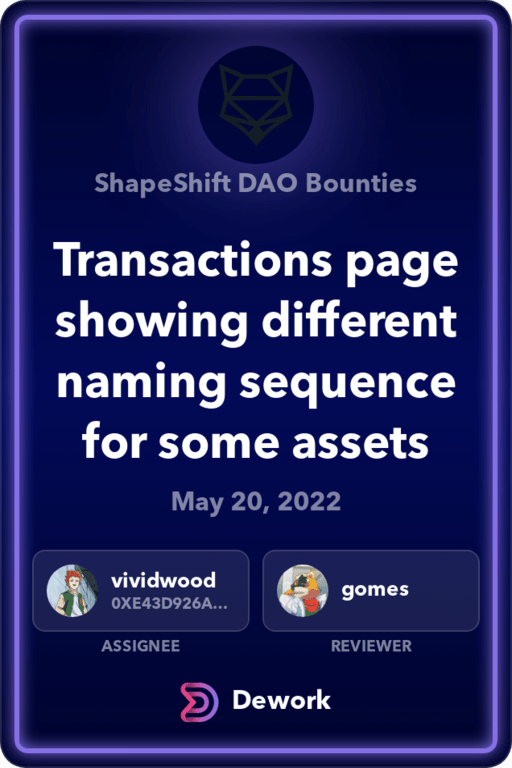 ShapeShift DAO Bounties
Transactions page
showing different
naming sequence
for some assets
May 20, 2022
vividwood
0XE43D926A...
gomes
ASSIGNEE
REVIEWER
Dework